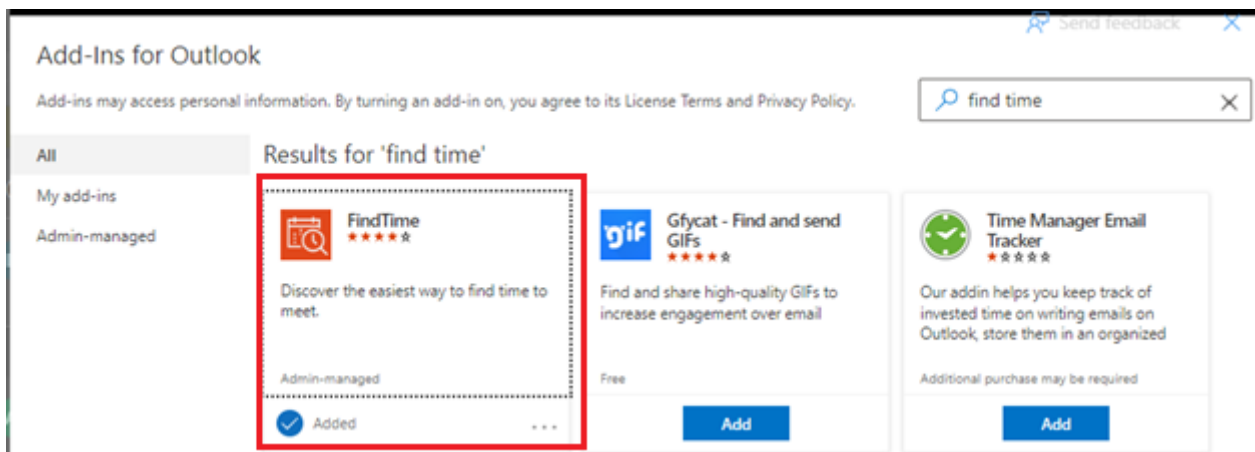 Send feedback
Add-Ins for Outlook
Add-ins may access personal information. By turning an add-in on, you agree to its License Terms and Privacy Policy.
find time
All
My add-ins
Admin-managed
Results for 'find time'
FindTime
Discover the easiest way to find time to
meet.
Admin-managed
Added
gif
Gfycat - Find and send
GIFs
Find and share high-quality GIFs to
increase engagement over email
Free
Add
Time Manager Email
Tracker
Our addin helps you keep track of
invested time on writing emails on
Outlook, store them in an organized
Additional purchase may be required
Add